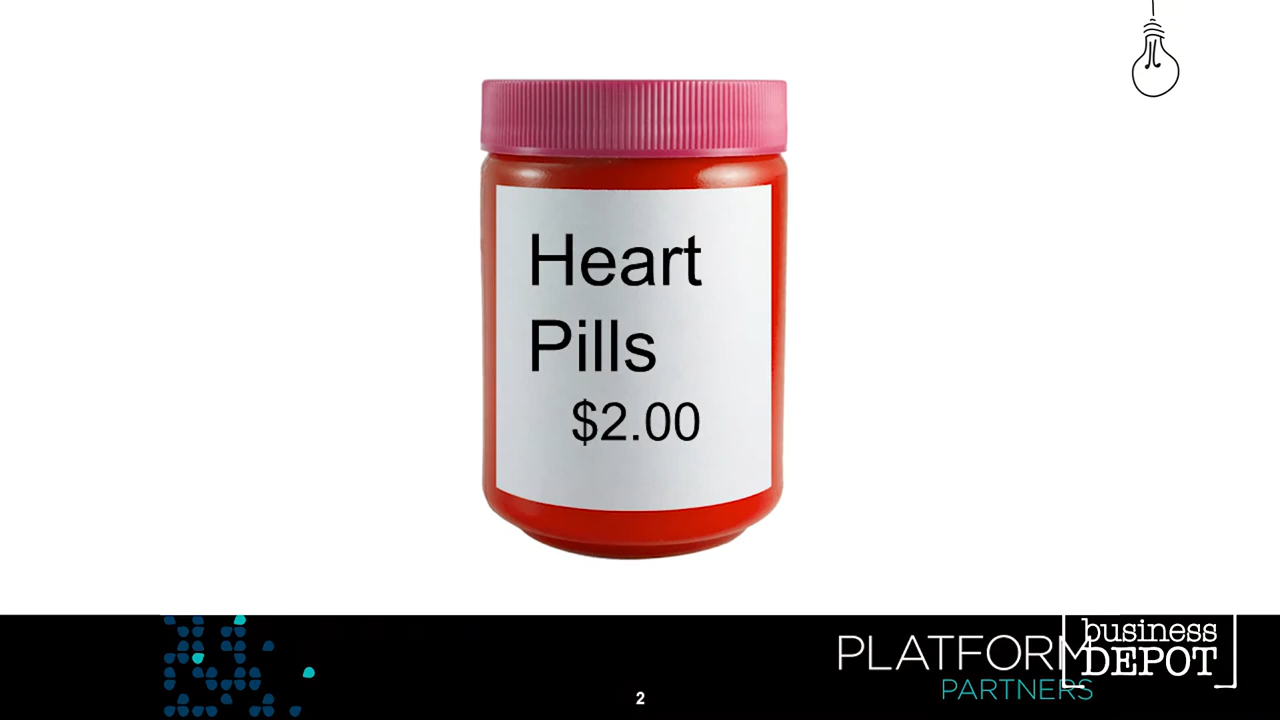 Heart
Pills
$2.00
PLATFORM
PARTNERS
business
DEPOT
2